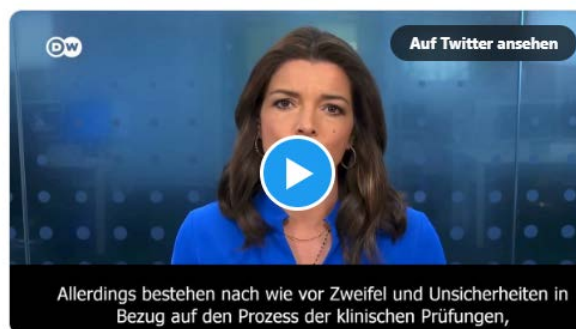 DW
Auf Twitter ansehen
Allerdings bestehen nach wie vor Zweifel und Unsicherheiten in
Bezug auf den Prozess der klinischen Prüfungen,